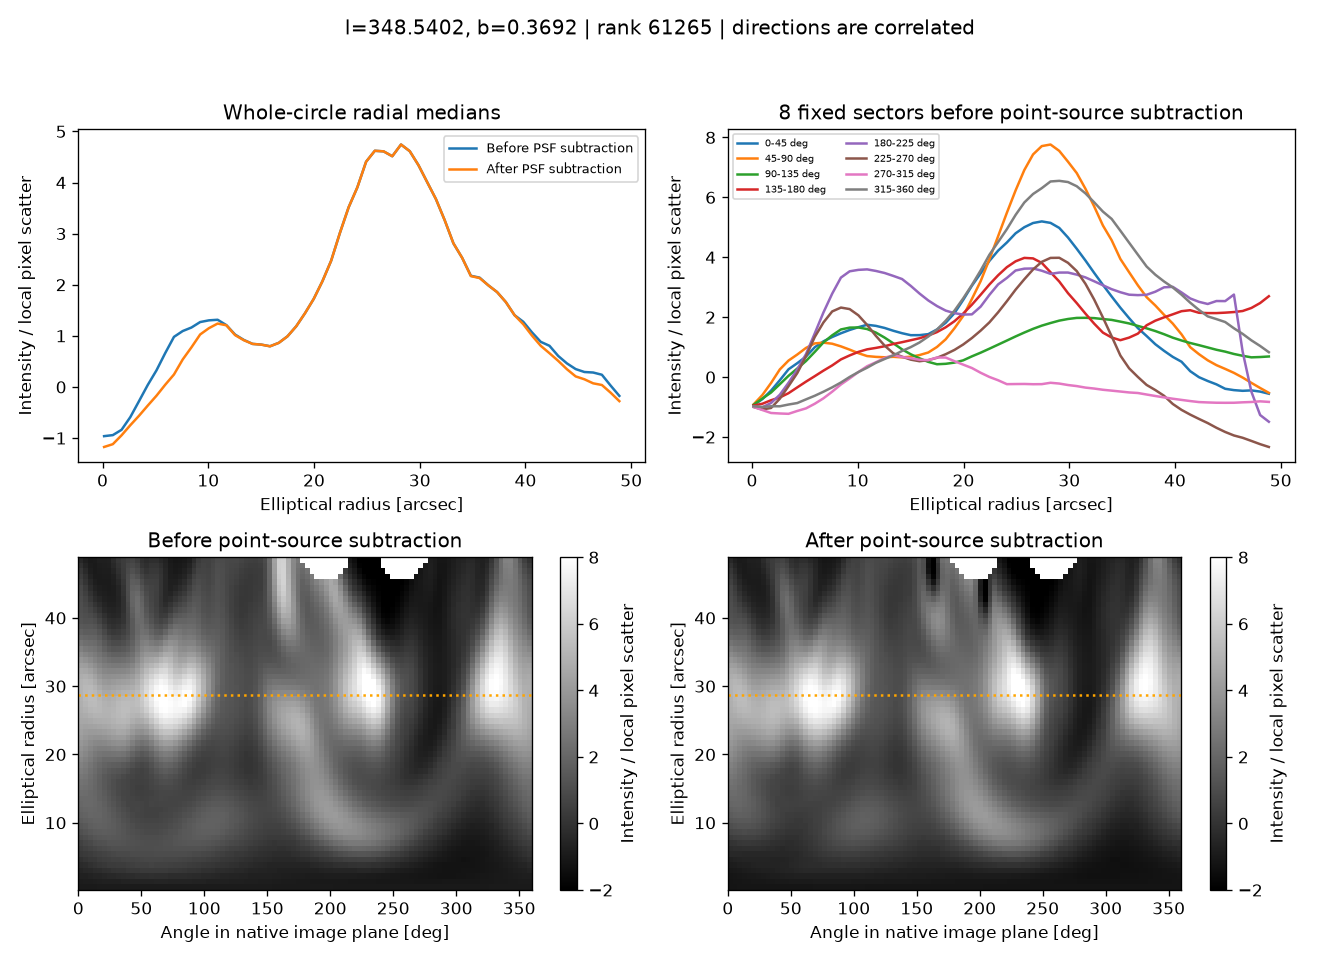 l=348.5402, b=0.3692 | rank 61265 | directions are correlated
Whole-circle radial medians
Intensity / local pixel scatter
5
4
3
2
1
0
−1
Before PSF subtraction
After PSF subtraction
0 10 20 30 40 50
Elliptical radius [arcsec]
8 fixed sectors before point-source subtraction
Intensity / local pixel scatter
8
6
4
2
0
−2
0-45 deg
45-90 deg
90-135 deg
135-180 deg
180-225 deg
225-270 deg
270-315 deg
315-360 deg
0 10 20 30 40 50
Elliptical radius [arcsec]
Before point-source subtraction
Elliptical radius [arcsec]
40
30
20
10
0 50 100 150 200 250 300 350
Angle in native image plane [deg]
8
6
4
2
0
−2
Intensity / local pixel scatter
After point-source subtraction
Elliptical radius [arcsec]
40
30
20
10
0 50 100 150 200 250 300 350
Angle in native image plane [deg]
8
6
4
2
0
−2
Intensity / local pixel scatter